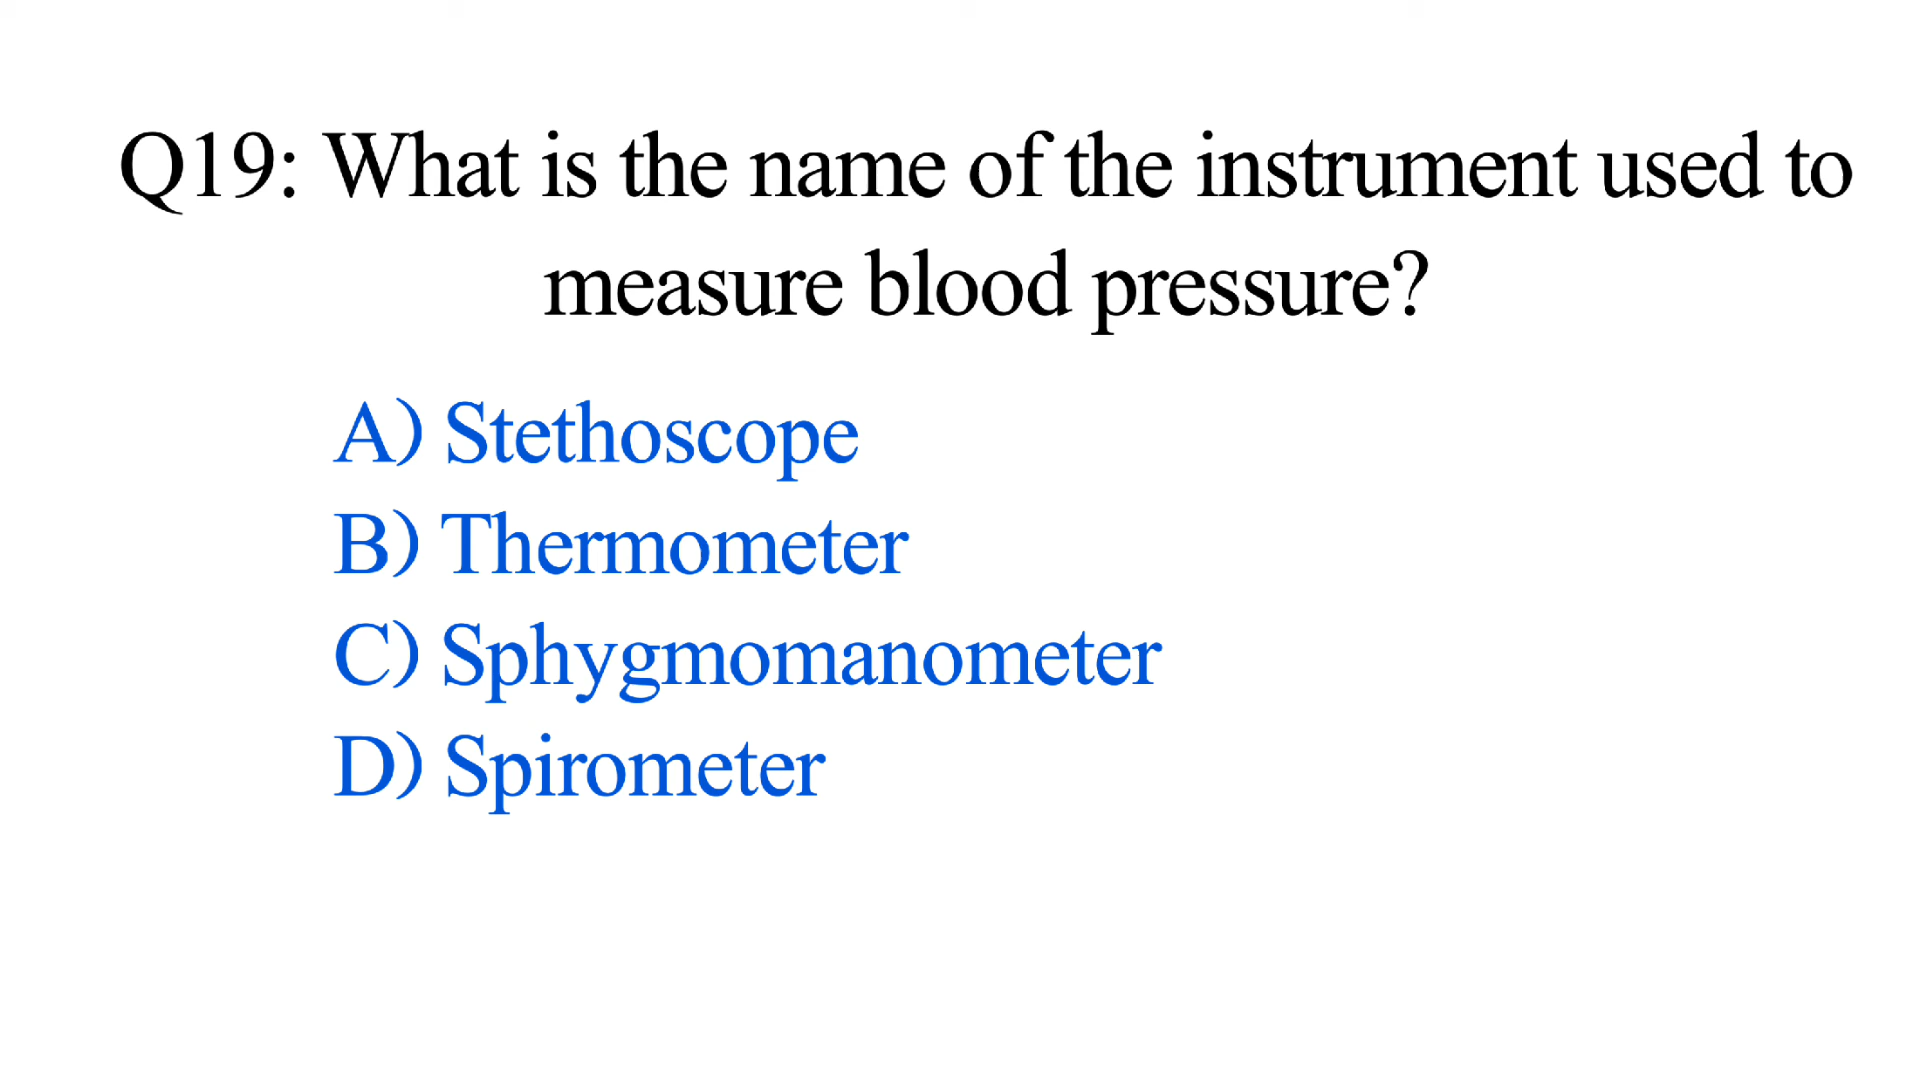 Q19: What is the name of the instrument used to
measure blood pressure?
A) Stethoscope
B) Thermometer
C) Sphygmomanometer
D) Spirometer